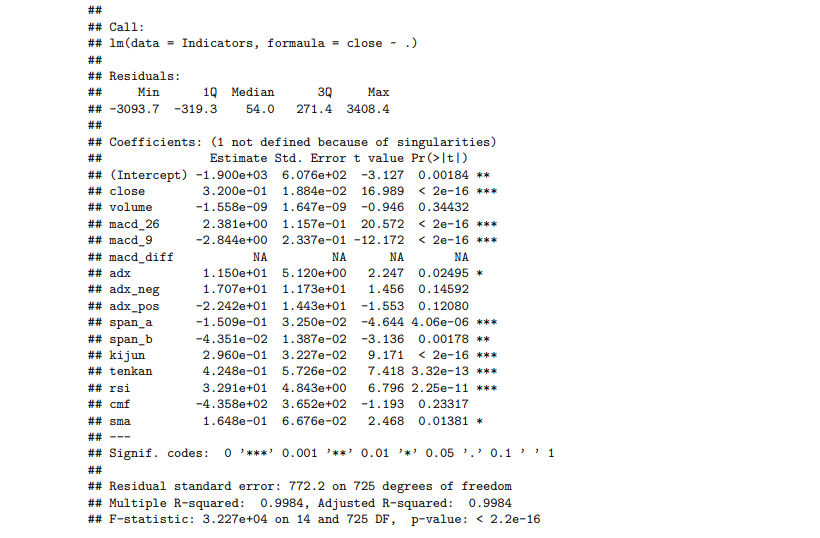 ##
## Call:
## lm(data = Indicators, formaula = close ~ .)
##
## Residuals:
##     Min      1Q  Median      3Q     Max
## -3093.7  -319.3    54.0   271.4  3408.4
##
## Coefficients: (1 not defined because of singularities)
##               Estimate Std. Error t value Pr(>|t|)
## (Intercept) -1.900e+03  6.076e+02  -3.127  0.00184 **
## close        3.200e-01  1.884e-02  16.989  < 2e-16 ***
## volume      -1.558e-09  1.647e-09  -0.946  0.34432
## macd_26      2.381e+00  1.157e-01  20.572  < 2e-16 ***
## macd_9      -2.844e+00  2.337e-01 -12.172  < 2e-16 ***
## macd_diff           NA         NA      NA       NA
## adx          1.150e+01  5.120e+00   2.247  0.02495 *
## adx_neg      1.707e+01  1.173e+01   1.456  0.14592
## adx_pos     -2.242e+01  1.443e+01  -1.553  0.12080
## span_a      -1.509e-01  3.250e-02  -4.644 4.06e-06 ***
## span_b      -4.351e-02  1.387e-02  -3.136  0.00178 **
## kijun        2.960e-01  3.227e-02   9.171  < 2e-16 ***
## tenkan       4.248e-01  5.726e-02   7.418 3.32e-13 ***
## rsi          3.291e+01  4.843e+00   6.796 2.25e-11 ***
## cmf         -4.358e+02  3.652e+02  -1.193  0.23317
## sma          1.648e-01  6.676e-02   2.468  0.01381 *
## ---
## Signif. codes:  0 '***' 0.001 '**' 0.01 '*' 0.05 '.' 0.1 ' ' 1
##
## Residual standard error: 772.2 on 725 degrees of freedom
## Multiple R-squared:  0.9984, Adjusted R-squared:  0.9984
## F-statistic: 3.227e+04 on 14 and 725 DF,  p-value: < 2.2e-16